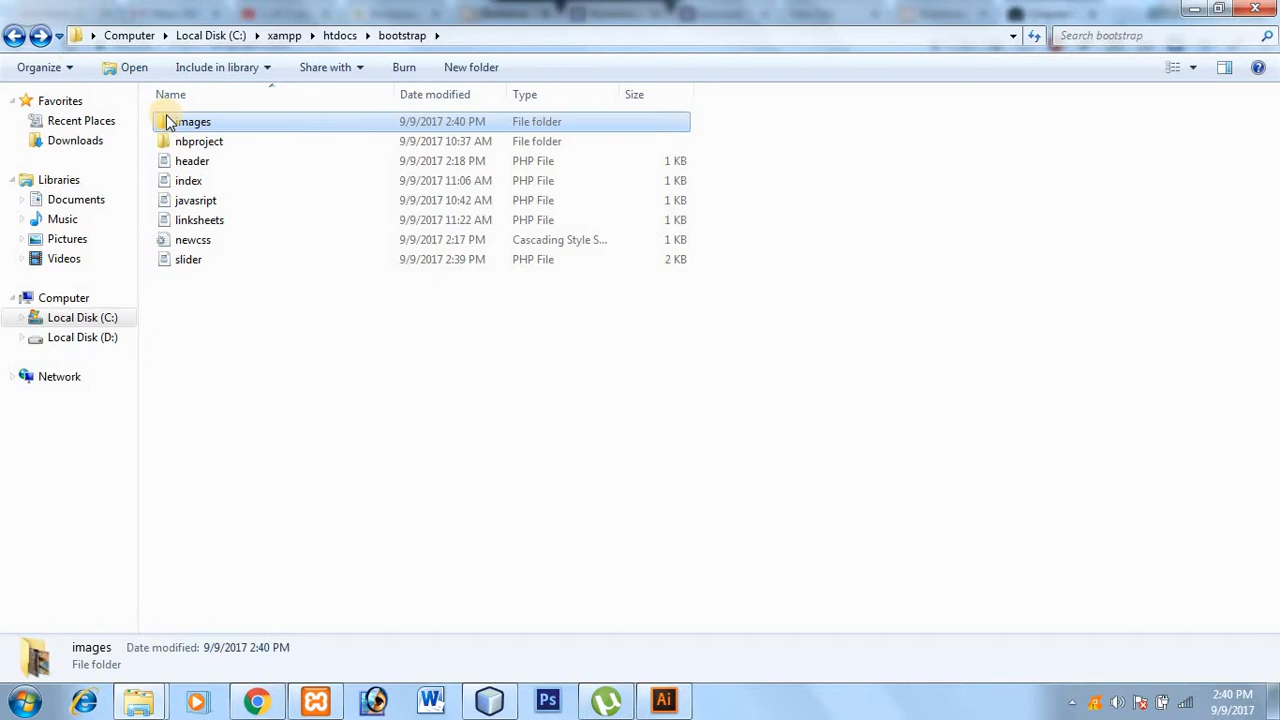 Computer Local Disk (C:) xampp htdocs bootstrap
Search bootstrap
Organize Open Include in library Share with Burn New folder
Name Date modified Type Size
Favorites
Recent Places
Downloads
Libraries
Documents
Music
Pictures
Videos
Computer
Local Disk (C:)
Local Disk (D:)
Network
images 9/9/2017 2:40 PM File folder
nbproject 9/9/2017 10:37 AM File folder
header 9/9/2017 2:18 PM PHP File 1 KB
index 9/9/2017 11:06 AM PHP File 1 KB
javasript 9/9/2017 10:42 AM PHP File 1 KB
linksheets 9/9/2017 11:22 AM PHP File 1 KB
newcss 9/9/2017 2:17 PM Cascading Style S... 1 KB
slider 9/9/2017 2:39 PM PHP File 2 KB
images Date modified: 9/9/2017 2:40 PM
File folder
W Ps Ai
2:40 PM
9/9/2017